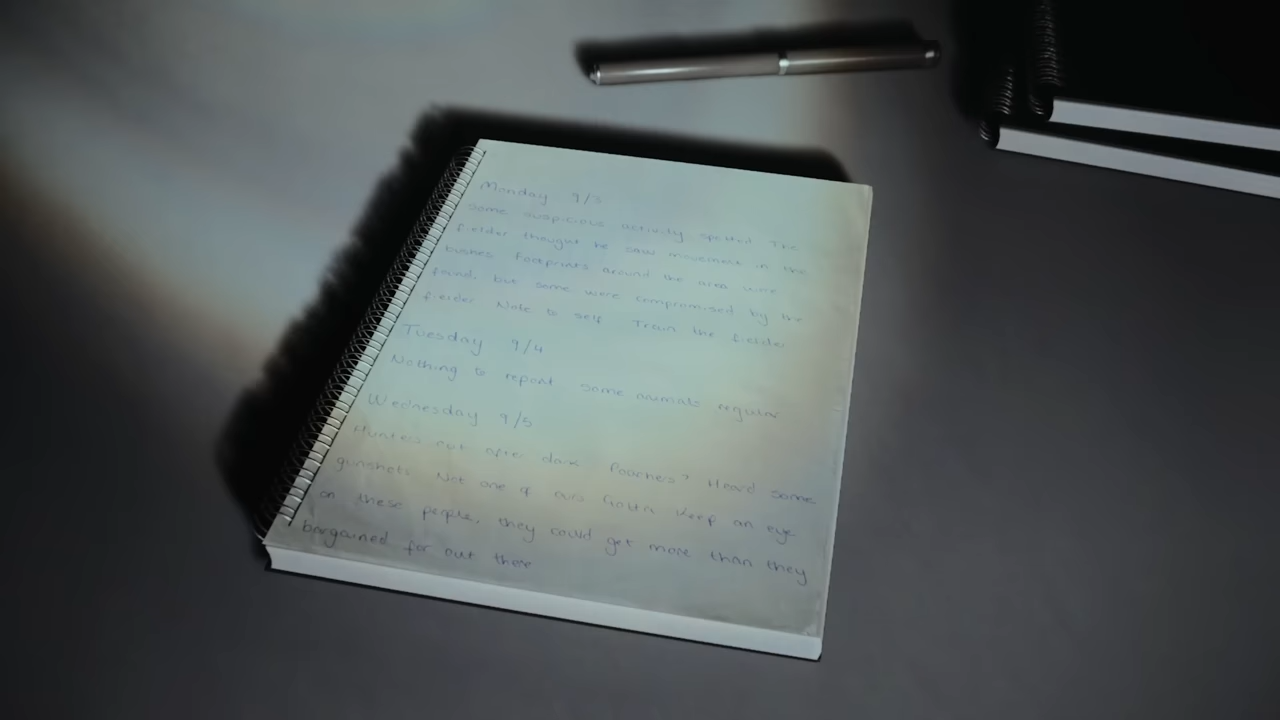 Monday 9/3
Some suspicious activity spotted The
fielder thought he saw movement in the
bushes Footprints around the area were
found, but some were compromised by the
fielder Note to self Train the fielder
Tuesday 9/4
Nothing to report some animals regular
Wednesday 9/5
Hunters out after dark Poachers? Heard some
gunshots Not one of ours Gotta keep an eye
on these people, they could get more than they
bargained for out there